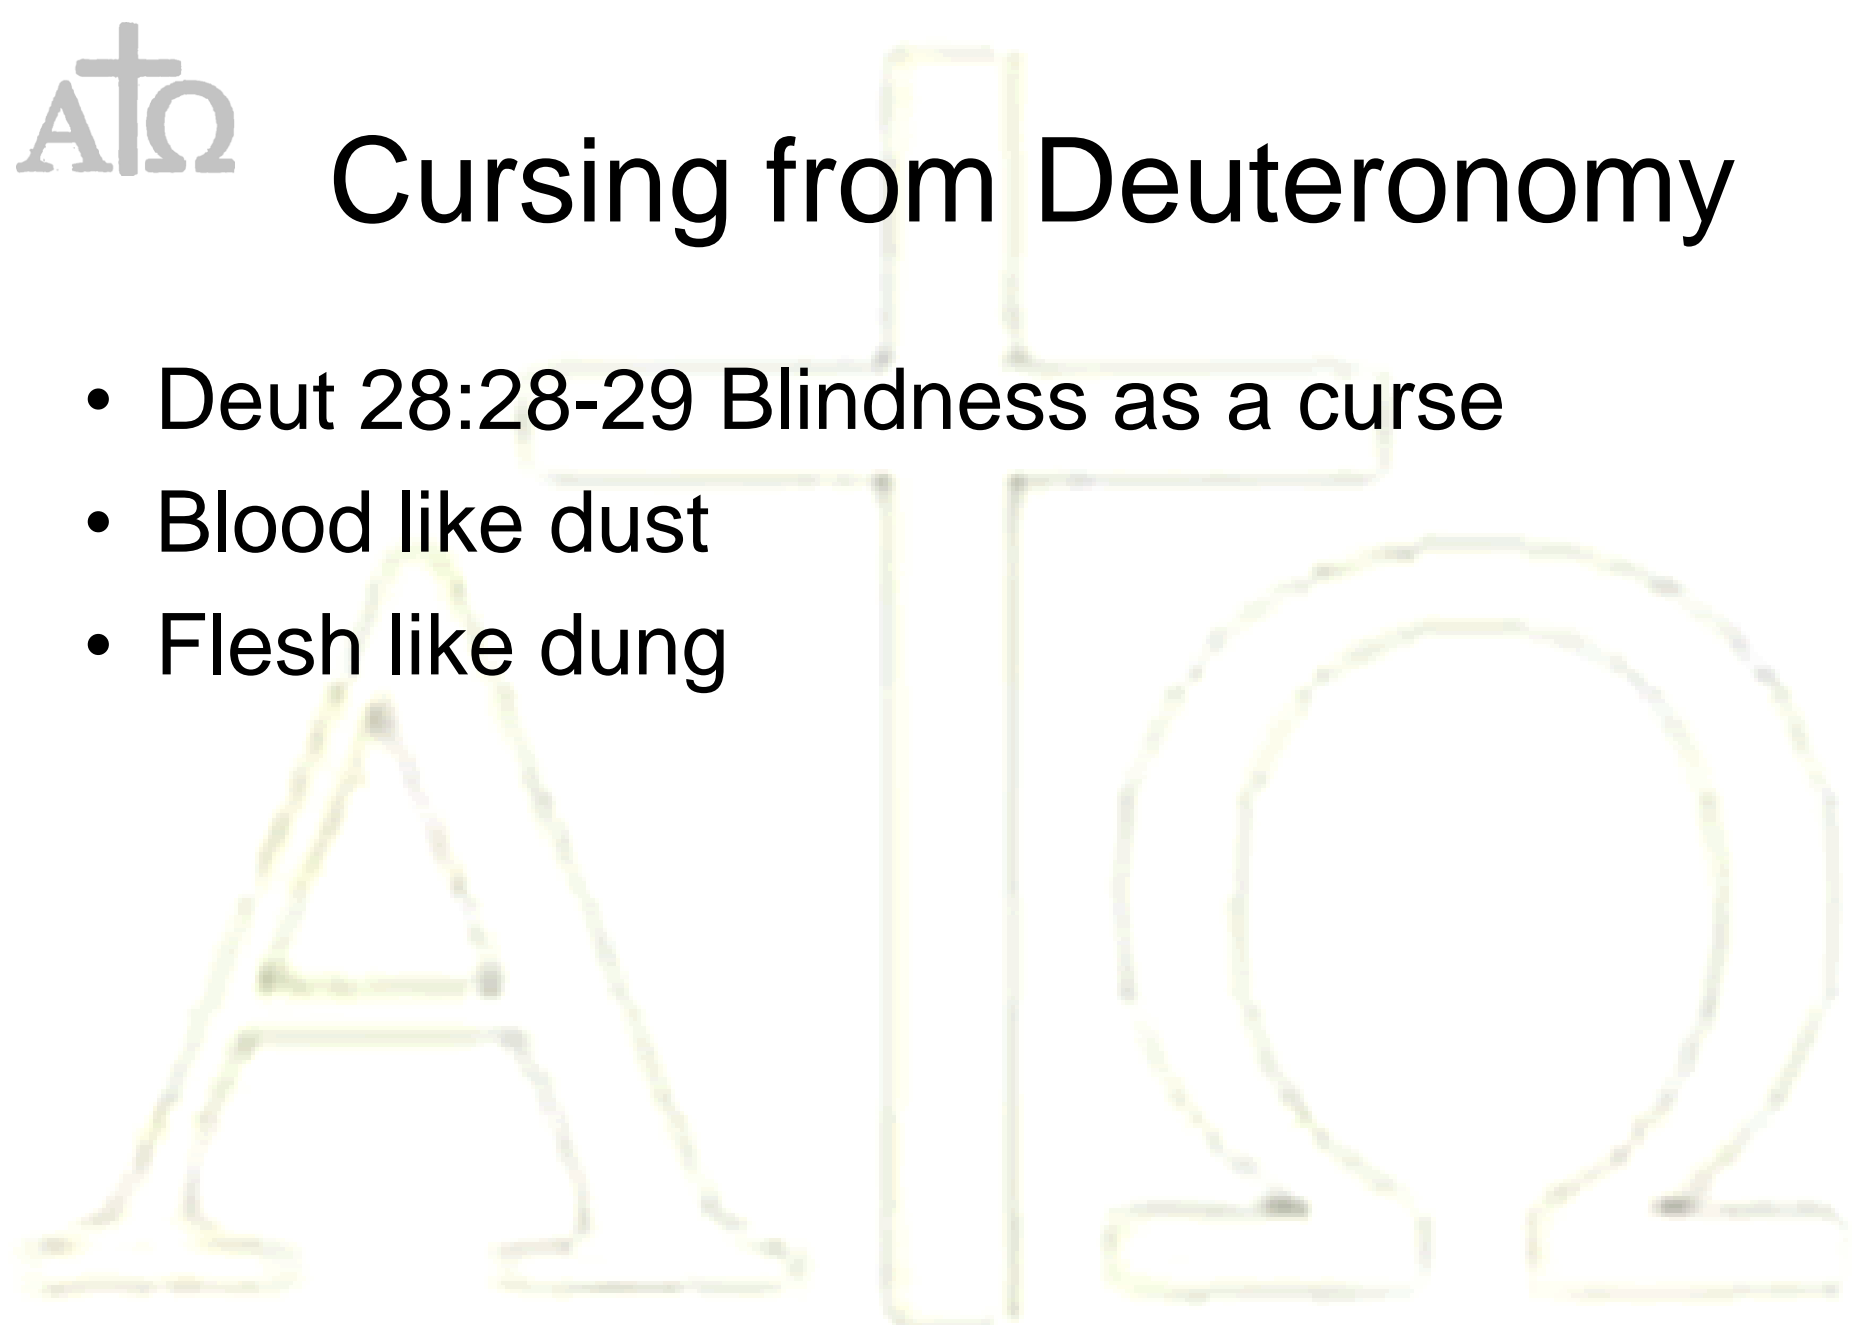 Α Ω
Cursing from Deuteronomy
• Deut 28:28-29 Blindness as a curse
• Blood like dust
• Flesh like dung
Α Ω